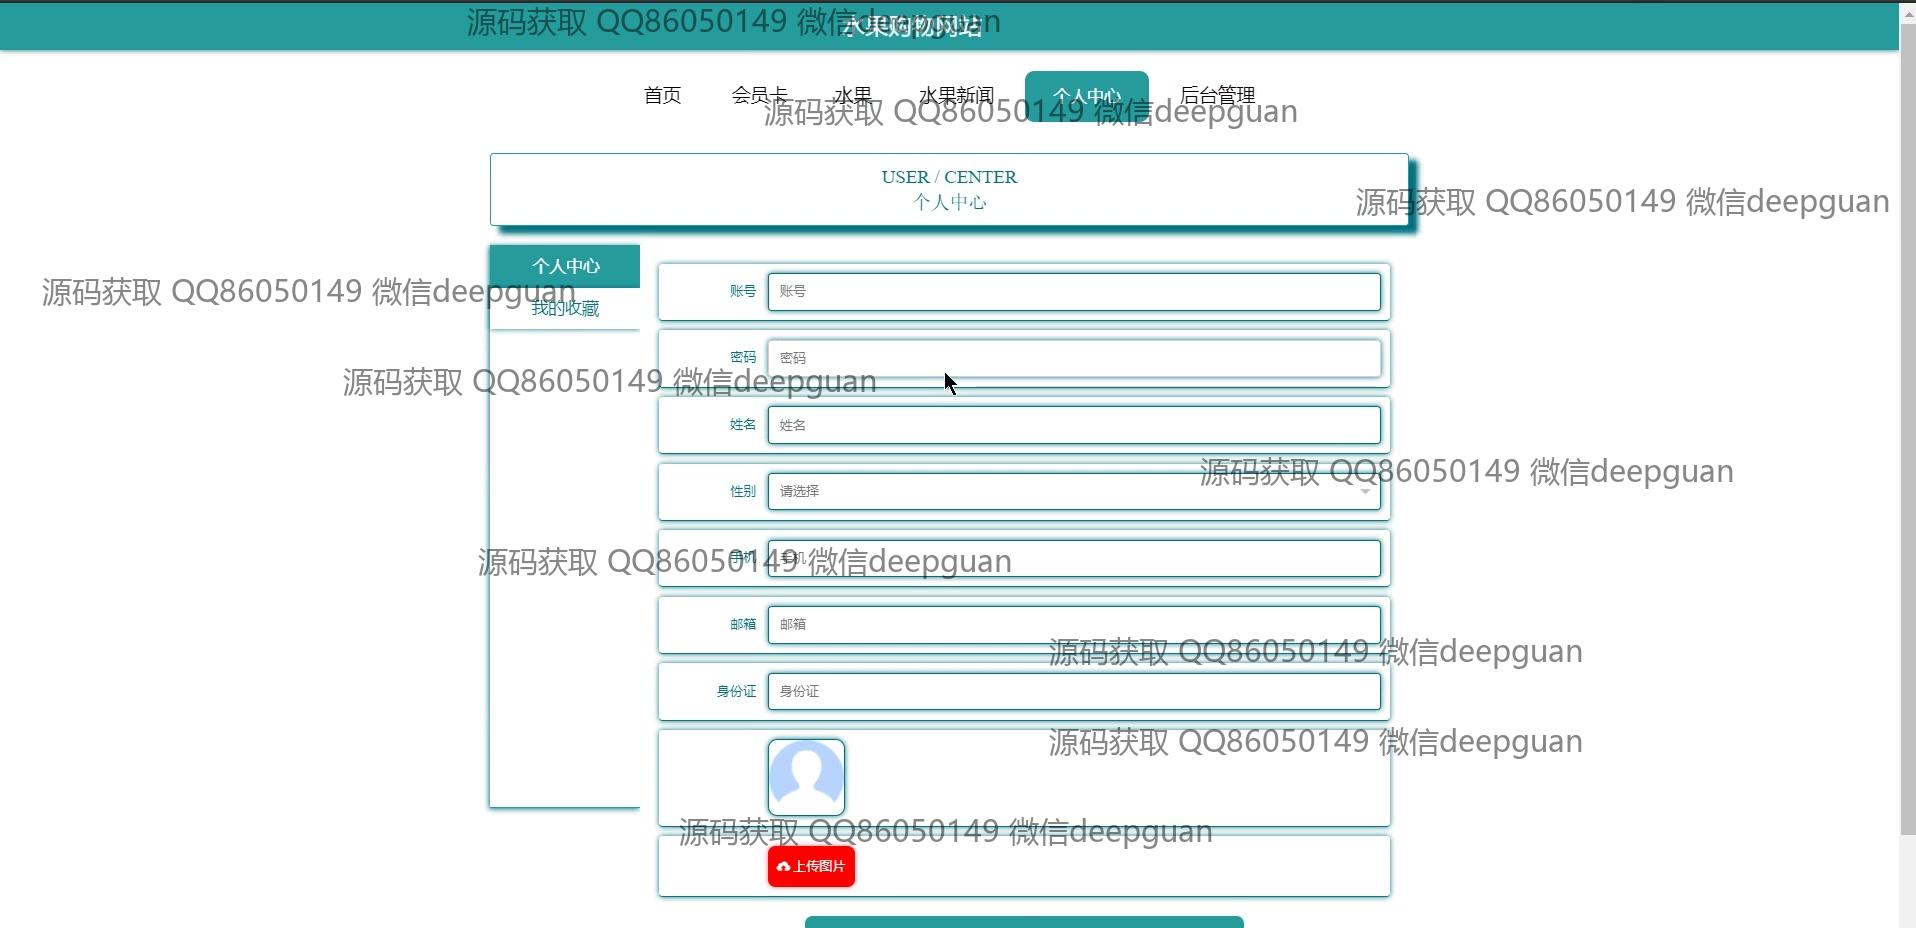 水果购物网站
源码获取 QQ86050149 微信deepguan
首页
会员卡
水果
水果新闻
个人中心
后台管理
源码获取 QQ86050149 微信deepguan
USER / CENTER
个人中心
源码获取 QQ86050149 微信deepguan
个人中心
我的收藏
源码获取 QQ86050149 微信deepguan
账号
账号
密码
密码
源码获取 QQ86050149 微信deepguan
姓名
姓名
源码获取 QQ86050149 微信deepguan
性别
请选择
手机
手机
源码获取 QQ86050149 微信deepguan
邮箱
邮箱
源码获取 QQ86050149 微信deepguan
身份证
身份证
源码获取 QQ86050149 微信deepguan
源码获取 QQ86050149 微信deepguan
上传图片